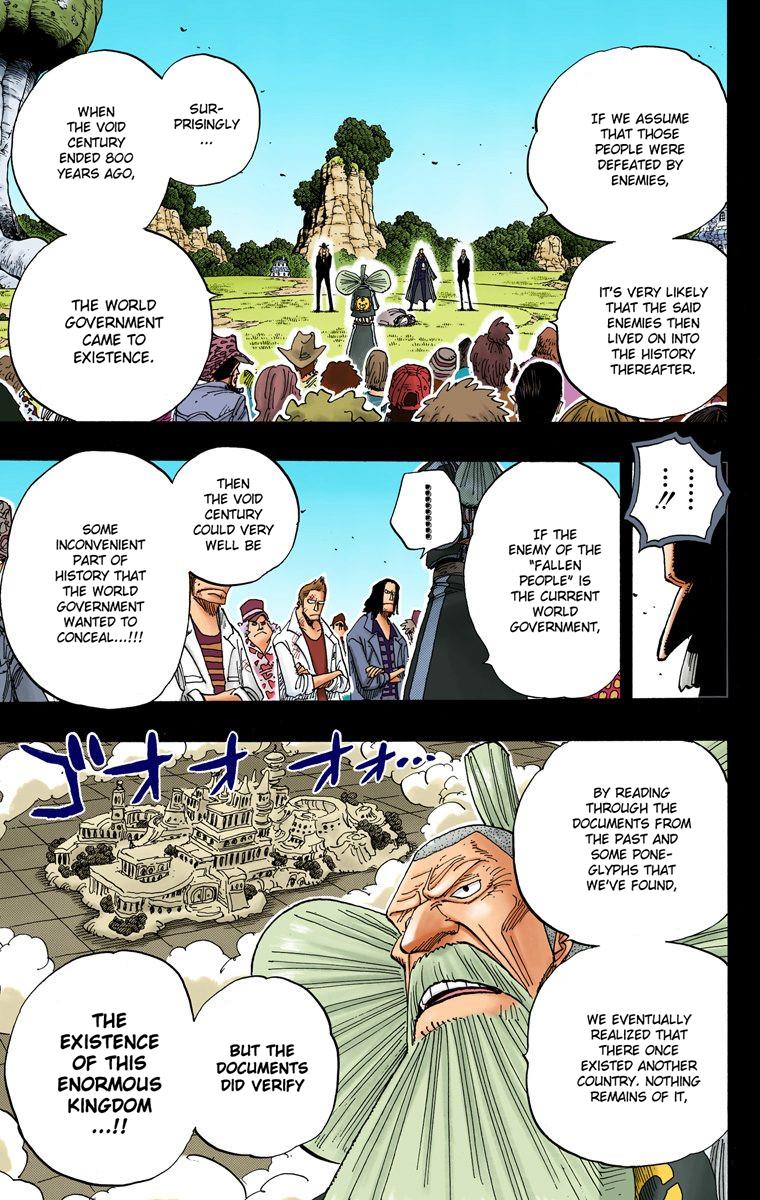 IF WE ASSUME
THAT THOSE
PEOPLE WERE
DEFEATED BY
ENEMIES,
IT'S VERY LIKELY
THAT THE SAID
ENEMIES THEN
LIVED ON INTO
THE HISTORY
THEREAFTER.
SUR-
PRISINGLY
...
WHEN
THE VOID
CENTURY
ENDED 800
YEARS AGO,
THE WORLD
GOVERNMENT
CAME TO
EXISTENCE.
......!!
IF THE
ENEMY OF THE
"FALLEN
PEOPLE" IS
THE CURRENT
WORLD
GOVERNMENT,
.........
THEN
THE VOID
CENTURY
COULD VERY
WELL BE
SOME
INCONVENIENT
PART OF
HISTORY THAT
THE WORLD
GOVERNMENT
WANTED TO
CONCEAL...!!!
BY READING
THROUGH THE
DOCUMENTS FROM
THE PAST AND
SOME PONE-
GLYPHS THAT
WE'VE FOUND,
WE EVENTUALLY
REALIZED THAT
THERE ONCE
EXISTED ANOTHER
COUNTRY. NOTHING
REMAINS OF IT,
ゴオオオオ...
BUT THE
DOCUMENTS
DID VERIFY
THE
EXISTENCE
OF THIS
ENORMOUS
KINGDOM
...!!